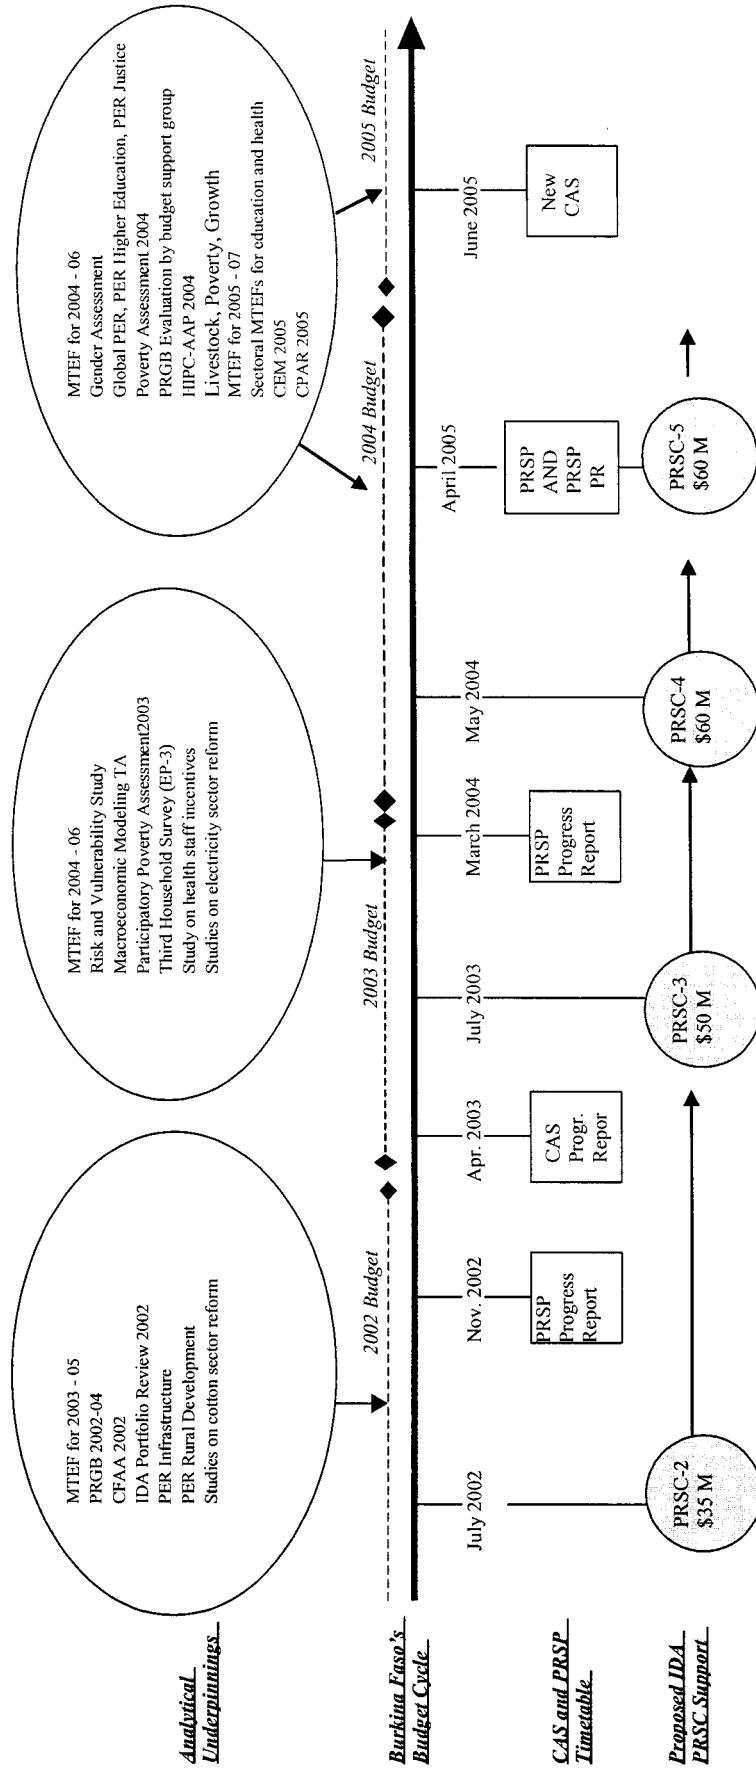 Analytical
Underpinnings
MTEF for 2003 - 05
PRGB 2002-04
CFAA 2002
IDA Portfolio Review 2002
PER Infrastructure
PER Rural Development
Studies on cotton sector reform
MTEF for 2004 - 06
Risk and Vulnerability Study
Macroeconomic Modeling TA
Participatory Poverty Assessment2003
Third Household Survey (EP-3)
Study on health staff incentives
Studies on electricity sector reform
MTEF for 2004 - 06
Gender Assessment
Global PER, PER Higher Education, PER Justice
Poverty Assessment 2004
PRGB Evaluation by budget support group
HIPC-AAP 2004
Livestock, Poverty, Growth
MTEF for 2005 - 07
Sectoral MTEFs for education and health
CEM 2005
CPAR 2005
Burkina Faso's
Budget Cycle
2002 Budget
2003 Budget
2004 Budget
2005 Budget
July 2002
Nov. 2002
Apr. 2003
July 2003
March 2004
May 2004
April 2005
June 2005
CAS and PRSP
Timetable
PRSP
Progress
Report
CAS
Progr.
Repor
PRSP
Progress
Report
PRSP
AND
PRSP
PR
New
CAS
Proposed IDA
PRSC Support
PRSC-2
$35 M
PRSC-3
$50 M
PRSC-4
$60 M
PRSC-5
$60 M